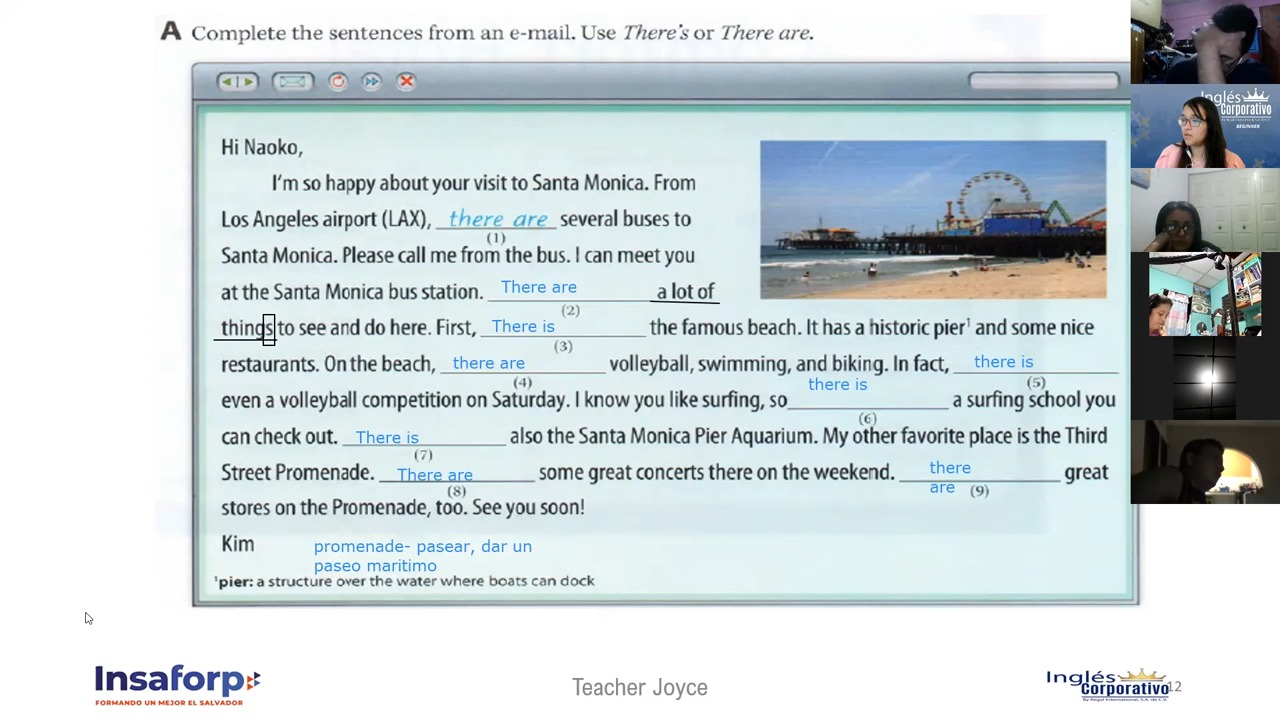 A Complete the sentences from an e-mail. Use There's or There are.
Hi Naoko,
I'm so happy about your visit to Santa Monica. From
Los Angeles airport (LAX), there are several buses to
(1)
Santa Monica. Please call me from the bus. I can meet you
at the Santa Monica bus station. There are a lot of
(2)
things to see and do here. First, There is the famous beach. It has a historic pier¹ and some nice
(3)
restaurants. On the beach, there are volleyball, swimming, and biking. In fact, there is
(4) (5)
even a volleyball competition on Saturday. I know you like surfing, so there is a surfing school you
(6)
can check out. There is also the Santa Monica Pier Aquarium. My other favorite place is the Third
(7)
Street Promenade. There are some great concerts there on the weekend. there are great
(8) (9)
stores on the Promenade, too. See you soon!
Kim
promenade- pasear, dar un
paseo maritimo
¹pier: a structure over the water where boats can dock
Inglés
Corporativo
BEGINNER
Insaforp
FORMANDO UN MEJOR EL SALVADOR
Teacher Joyce
Inglés
Corporativo
By Regal International, S.A. de C.V.
12